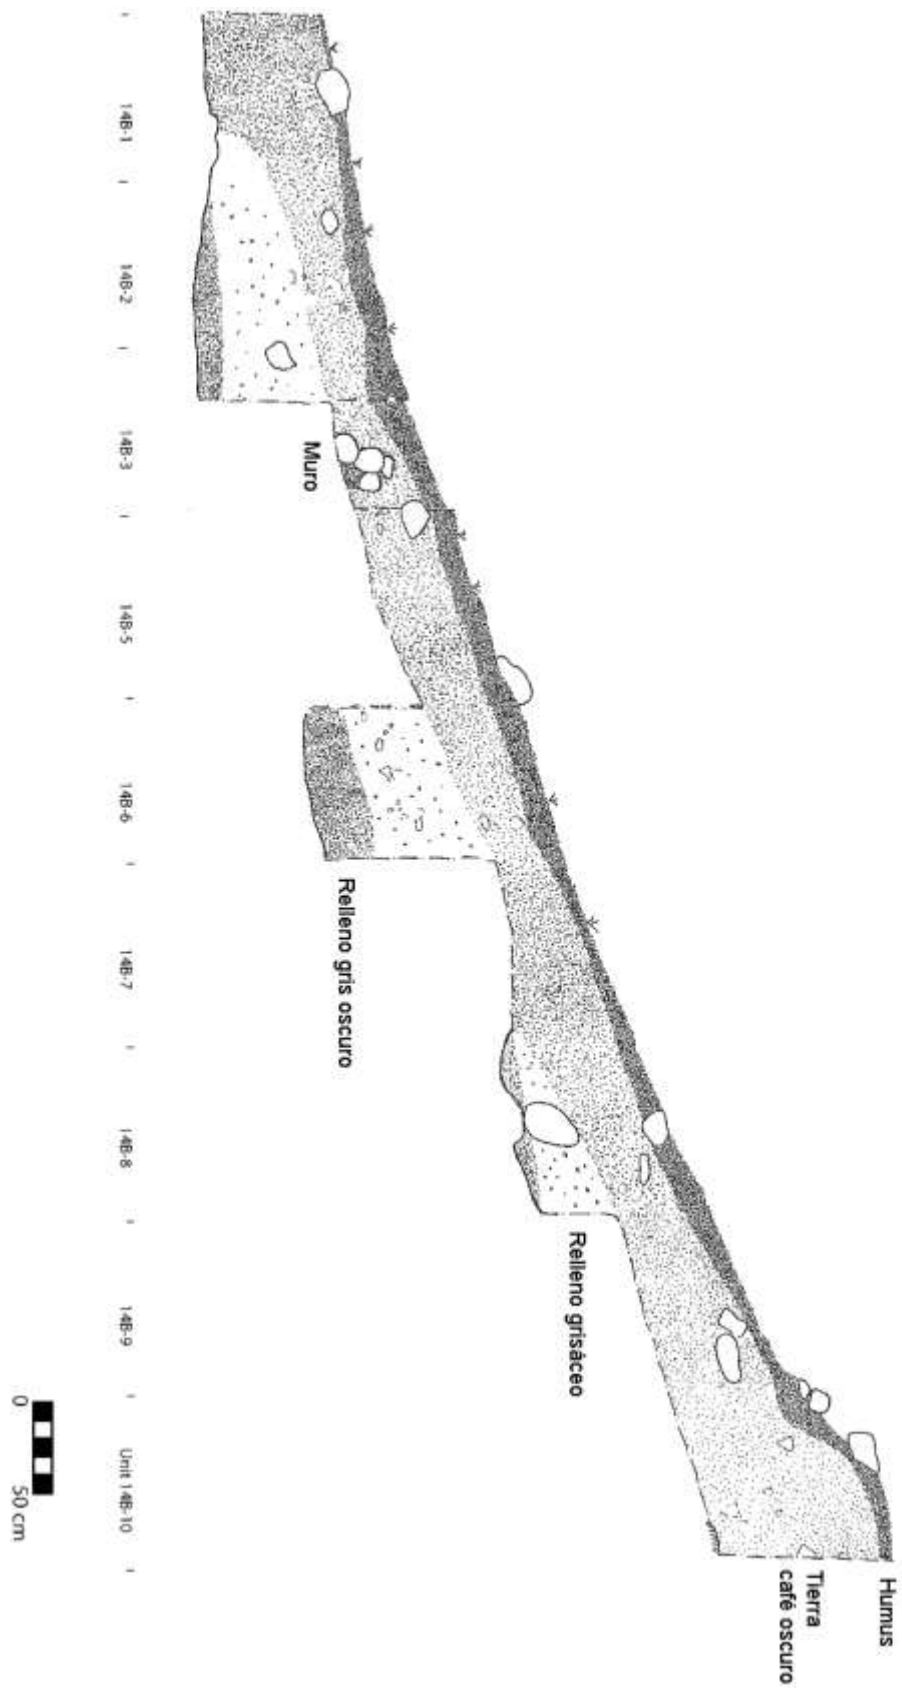 Humus
Tierra
café oscuro
Relleno grisáceo
Relleno gris oscuro
Muro
14B-1
14B-2
14B-3
14B-5
14B-6
14B-7
14B-8
14B-9
Unit 14B-10
0
50 cm